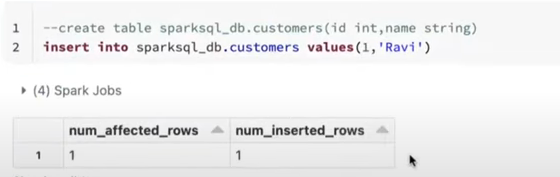 1 --create table sparksql_db.customers(id int,name string)
2 insert into sparksql_db.customers values(1,'Ravi')
(4) Spark Jobs
num_affected_rows num_inserted_rows
1 1 1